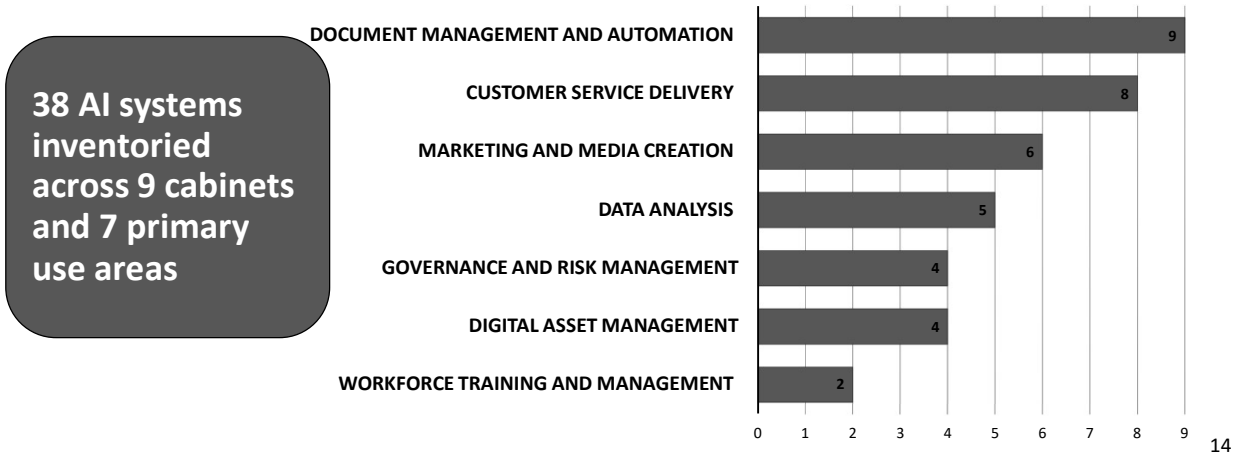 38 AI systems
inventoried
across 9 cabinets
and 7 primary
use areas
DOCUMENT MANAGEMENT AND AUTOMATION 9
CUSTOMER SERVICE DELIVERY 8
MARKETING AND MEDIA CREATION 6
DATA ANALYSIS 5
GOVERNANCE AND RISK MANAGEMENT 4
DIGITAL ASSET MANAGEMENT 4
WORKFORCE TRAINING AND MANAGEMENT 2
0 1 2 3 4 5 6 7 8 9
14